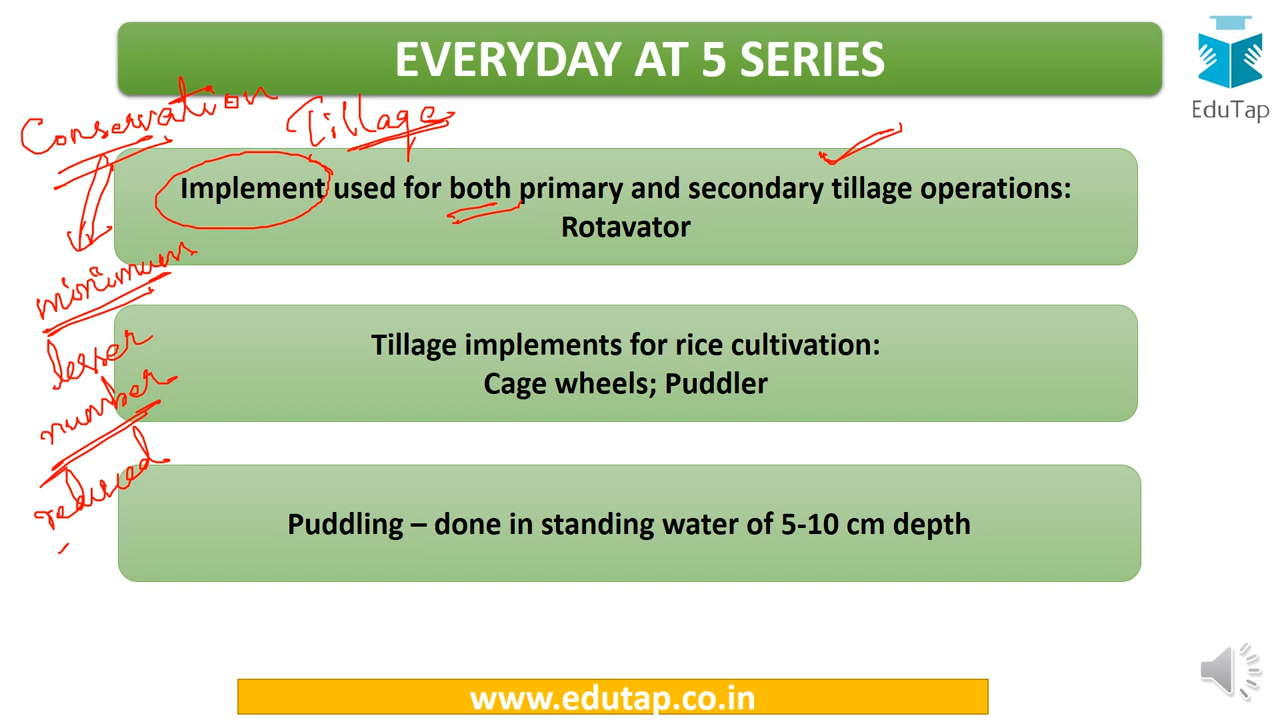 EVERYDAY AT 5 SERIES
EduTap
Conservation Tillage
Implement used for both primary and secondary tillage operations:
Rotavator
minimum
lesser
number
reduced
Tillage implements for rice cultivation:
Cage wheels; Puddler
Puddling – done in standing water of 5-10 cm depth
www.edutap.co.in